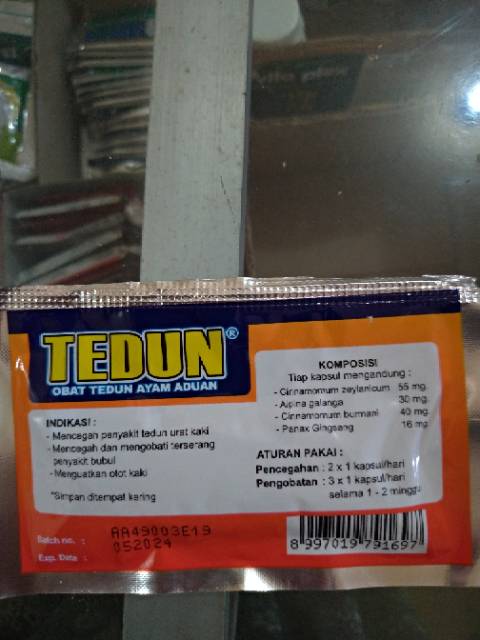 TEDUN®
OBAT TEDUN AYAM ADUAN
INDIKASI :
- Mencegah penyakit tedun urat kaki
- Mencegah dan mengobati terserang
penyakit bubul
- Menguatkan otot kaki
*Simpan ditempat kering
KOMPOSISI
Tiap kapsul mengandung :
- Cinnamomum zeylanicum 55 mg.
- Alpina galanga 30 mg.
- Cinnamomum burmani 40 mg.
- Panax Gingseng 16 mg
ATURAN PAKAI :
Pencegahan : 2 x 1 kapsul/hari
Pengobatan : 3 x 1 kapsul/hari
selama 1 - 2 minggu
Batch no. : AA49003E19
Exp. Date : 052024
8 997019 791697